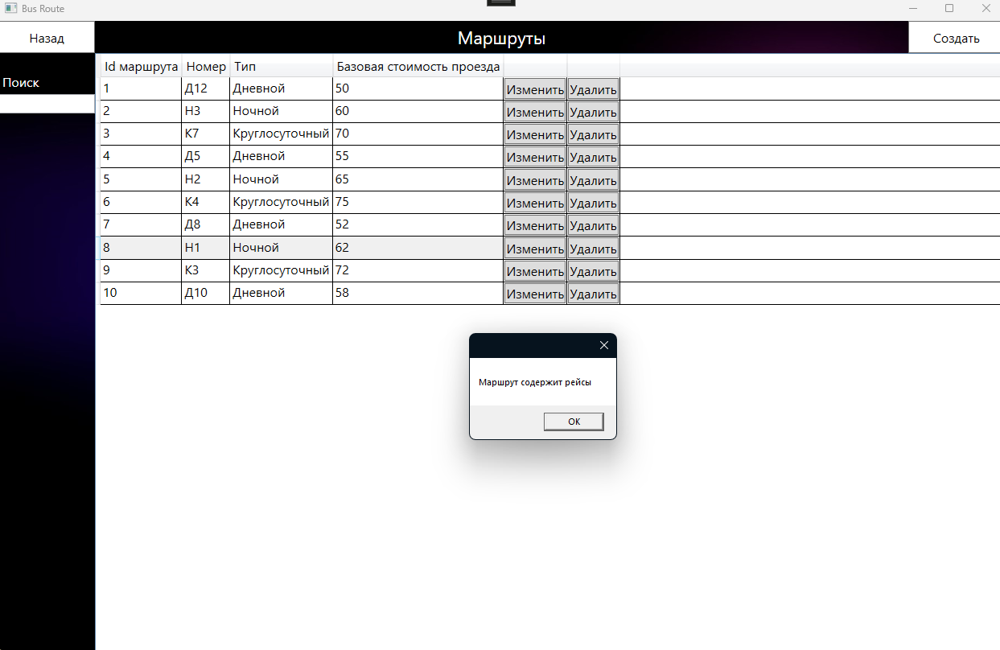 Bus Route
Назад
Маршруты
Создать
Поиск
Id маршрута Номер Тип Базовая стоимость проезда
1 Д12 Дневной 50 Изменить Удалить
2 Н3 Ночной 60 Изменить Удалить
3 К7 Круглосуточный 70 Изменить Удалить
4 Д5 Дневной 55 Изменить Удалить
5 Н2 Ночной 65 Изменить Удалить
6 К4 Круглосуточный 75 Изменить Удалить
7 Д8 Дневной 52 Изменить Удалить
8 Н1 Ночной 62 Изменить Удалить
9 К3 Круглосуточный 72 Изменить Удалить
10 Д10 Дневной 58 Изменить Удалить
Маршрут содержит рейсы
OK